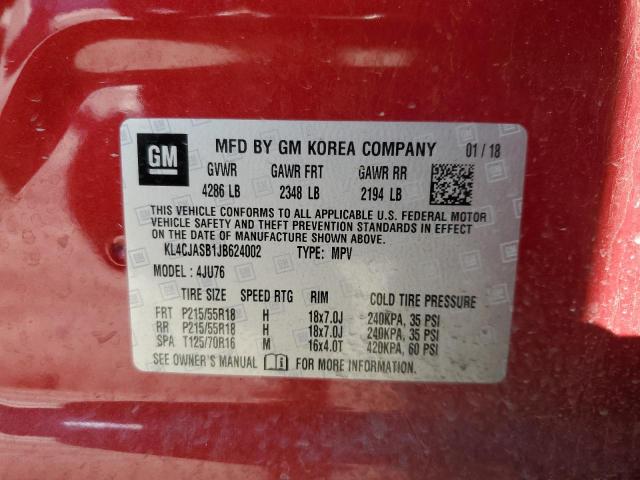 GM MFD BY GM KOREA COMPANY 01 / 18
GVWR GAWR FRT GAWR RR
4286 LB 2348 LB 2194 LB
THIS VEHICLE CONFORMS TO ALL APPLICABLE U.S. FEDERAL MOTOR
VEHICLE SAFETY AND THEFT PREVENTION STANDARDS IN EFFECT
ON THE DATE OF MANUFACTURE SHOWN ABOVE.
KL4CJASB1JB624002 TYPE: MPV
MODEL : 4JU76
TIRE SIZE SPEED RTG RIM COLD TIRE PRESSURE
FRT P215/55R18 H 18x7.0J 240KPA, 35 PSI
RR P215/55R18 H 18x7.0J 240KPA, 35 PSI
SPA T125/70R16 M 16x4.0T 420KPA, 60 PSI
SEE OWNER'S MANUAL FOR MORE INFORMATION